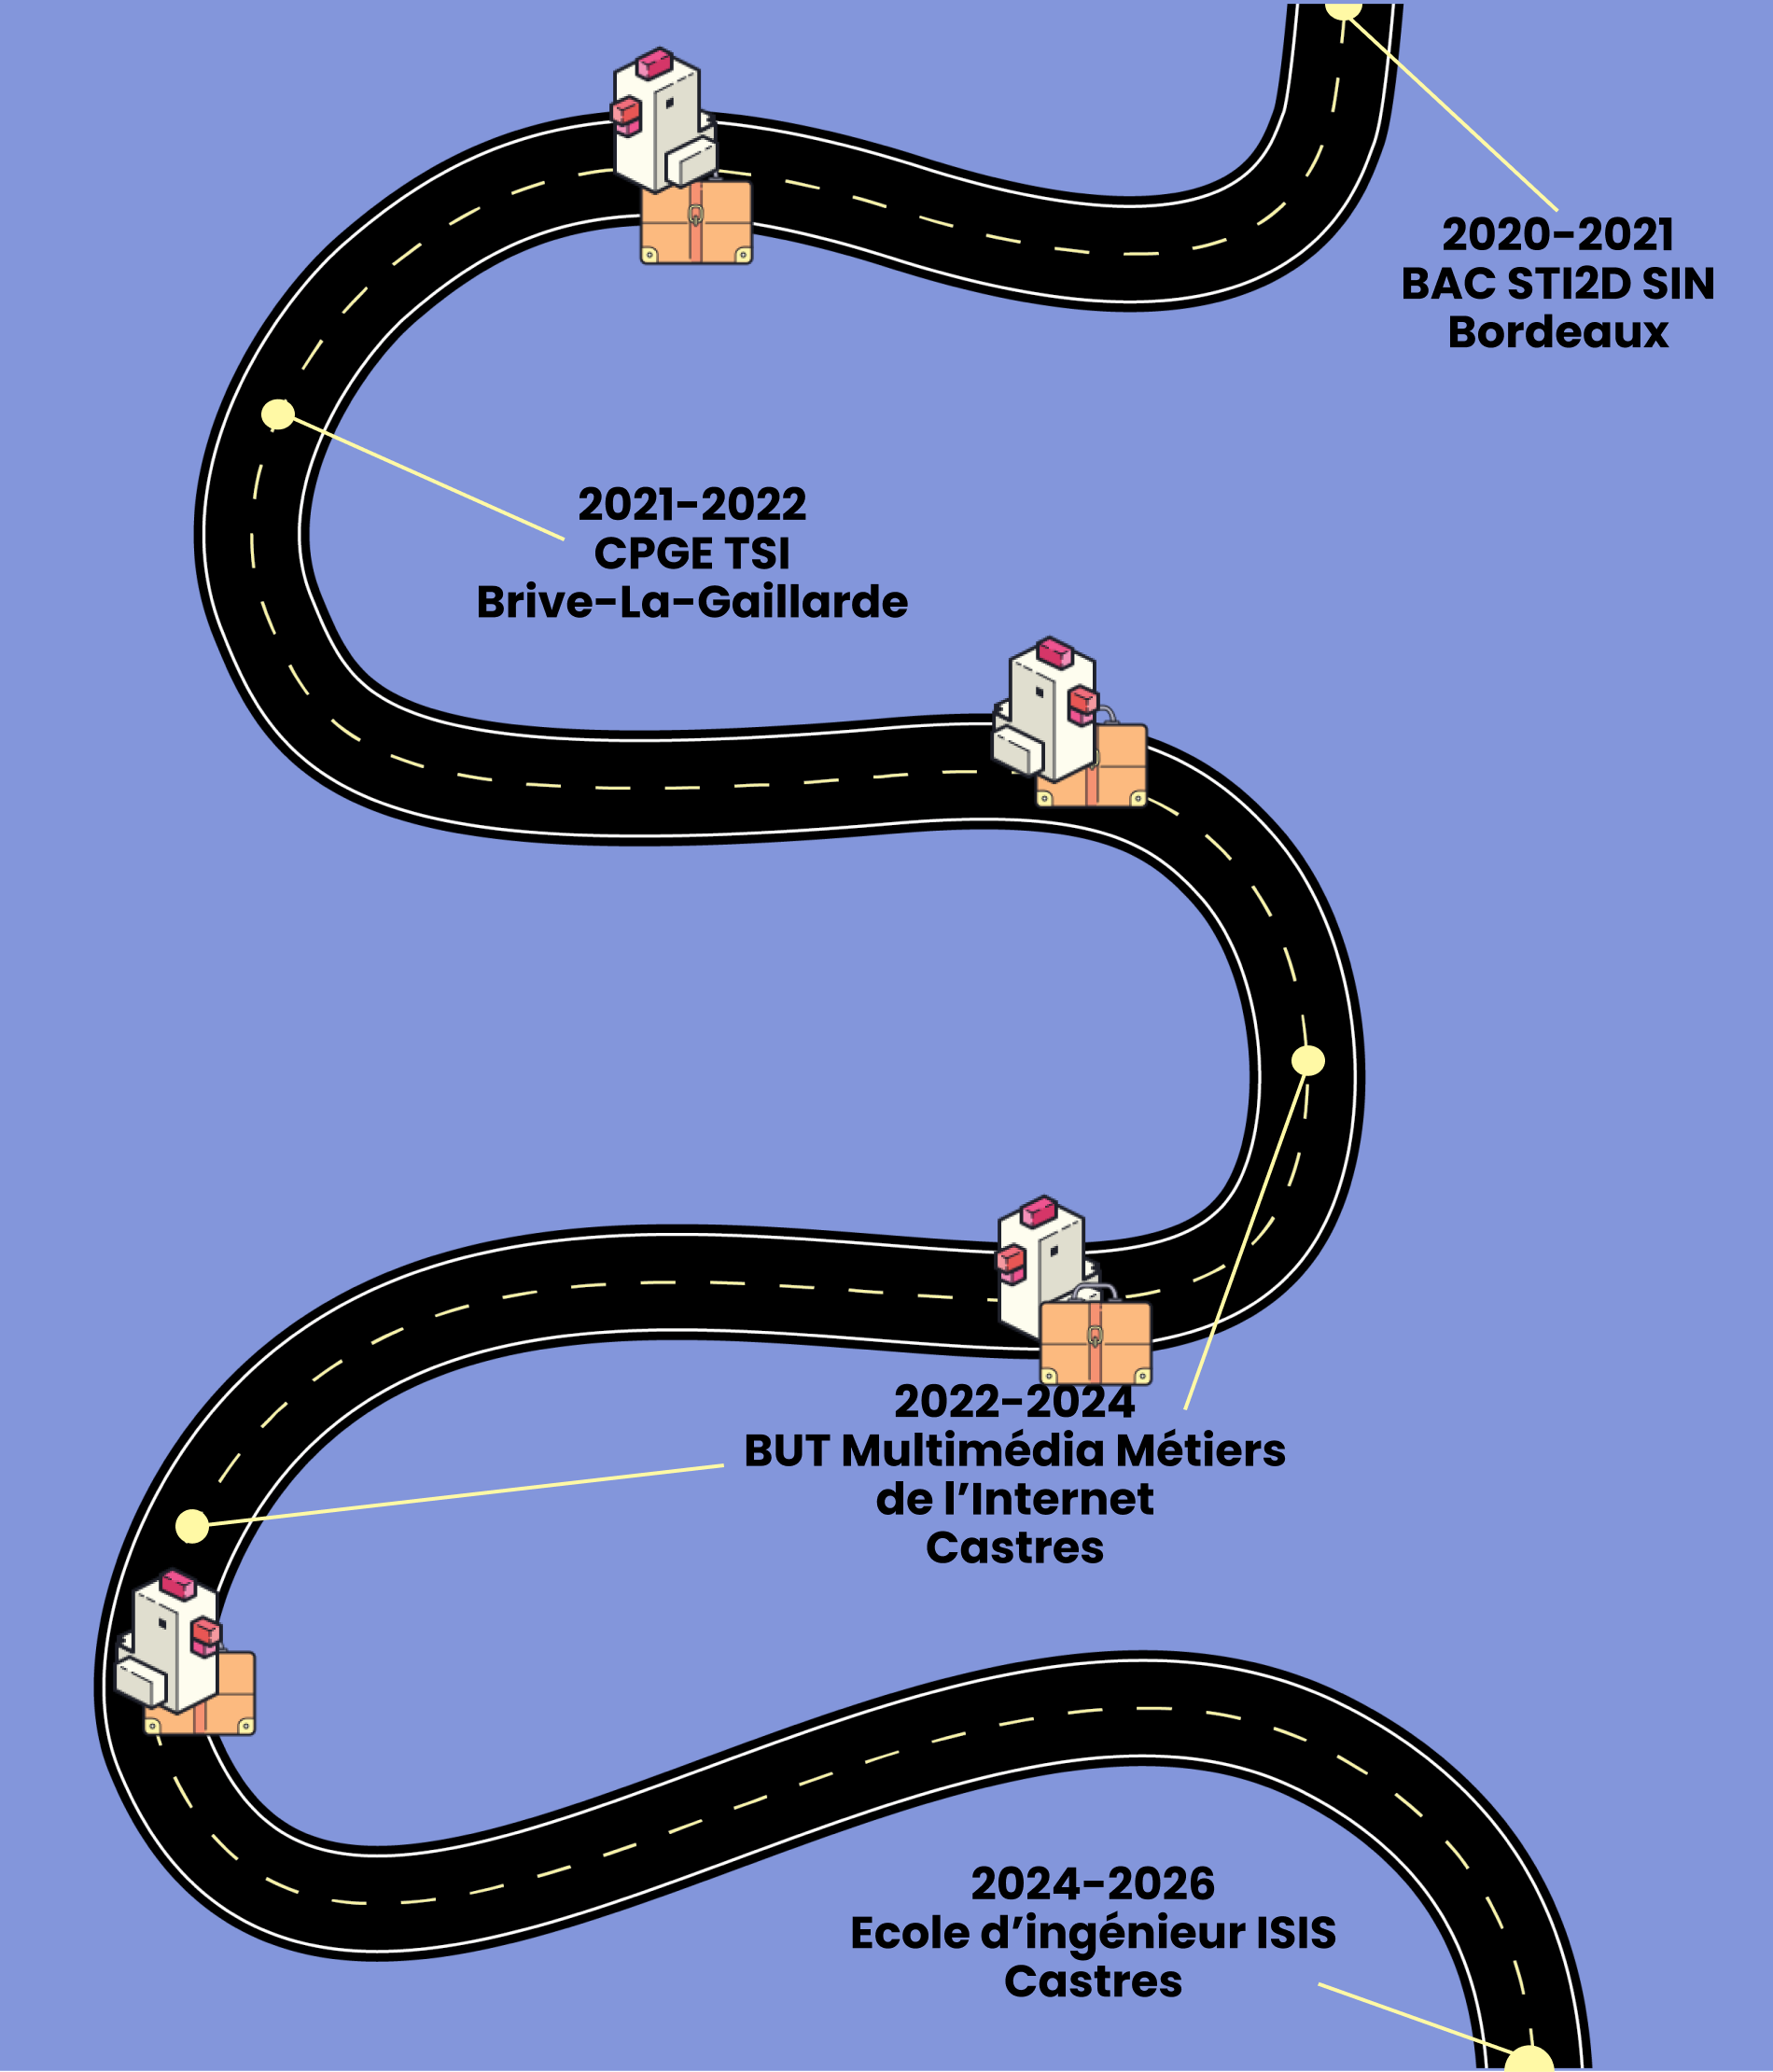 2020-2021
BAC STI2D SIN
Bordeaux
2021-2022
CPGE TSI
Brive-La-Gaillarde
2022-2024
BUT Multimédia Métiers
de l’Internet
Castres
2024-2026
Ecole d’ingénieur ISIS
Castres